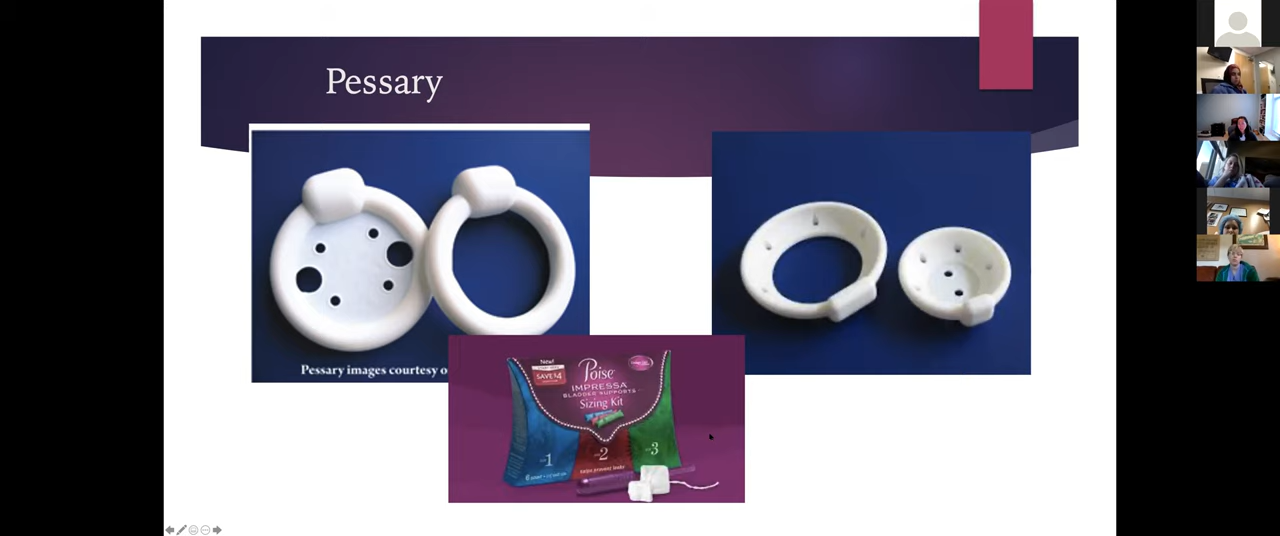 Pessary
Pessary images courtesy o
New!
SAVE $4
Poise
IMPRESSA
BLADDER SUPPORTS
Sizing Kit
1
2
3